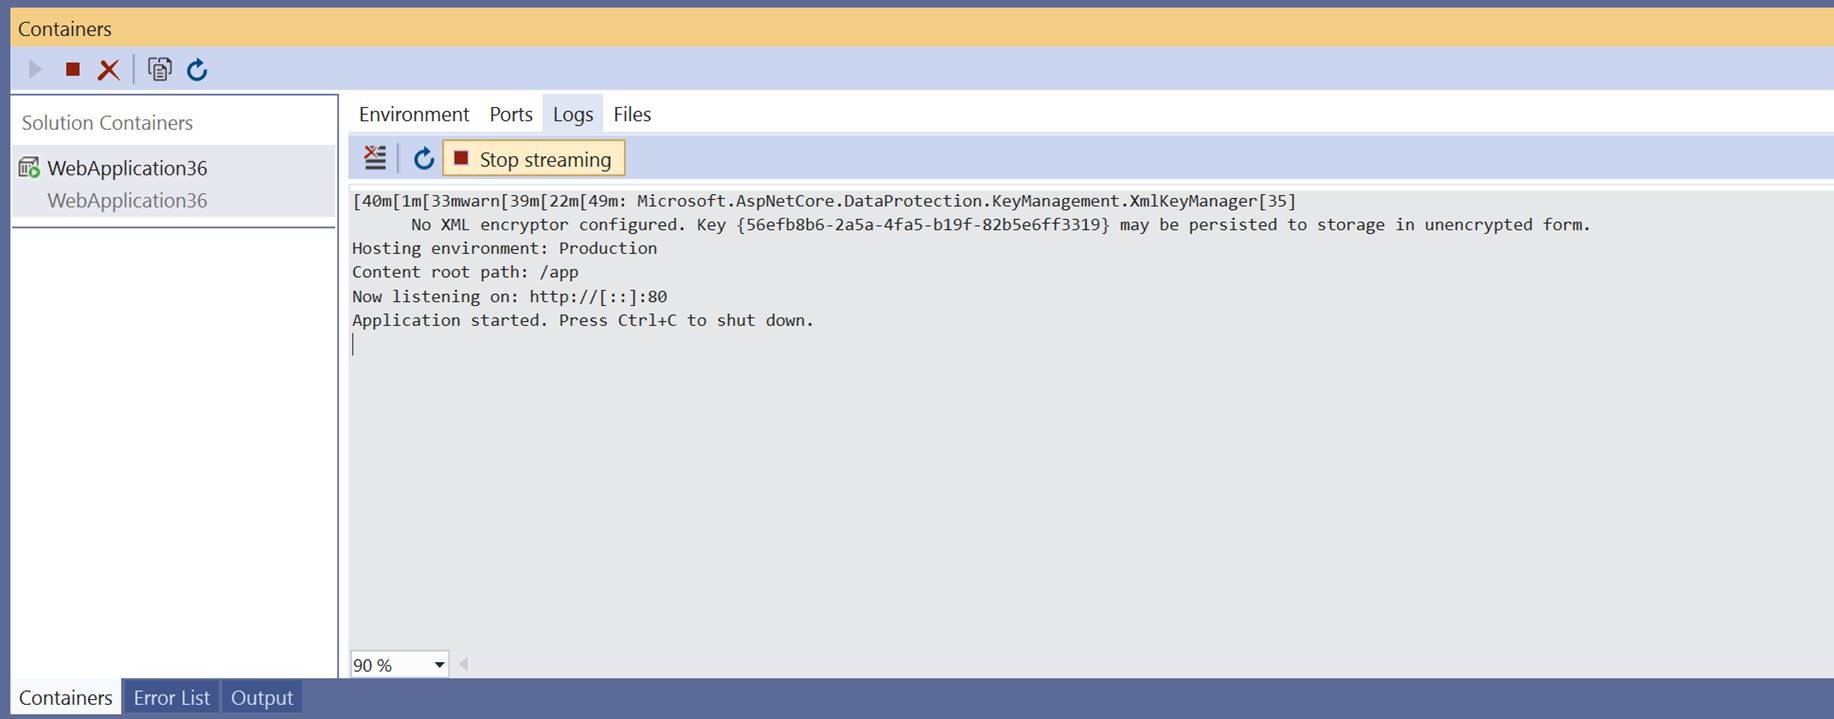 Containers
Solution Containers
WebApplication36
WebApplication36
Environment Ports Logs Files
Stop streaming
[40m[1m[33mwarn[39m[22m[49m: Microsoft.AspNetCore.DataProtection.KeyManagement.XmlKeyManager[35]
No XML encryptor configured. Key {56efb8b6-2a5a-4fa5-b19f-82b5e6ff3319} may be persisted to storage in unencrypted form.
Hosting environment: Production
Content root path: /app
Now listening on: http://[::]:80
Application started. Press Ctrl+C to shut down.
90 %
Containers Error List Output